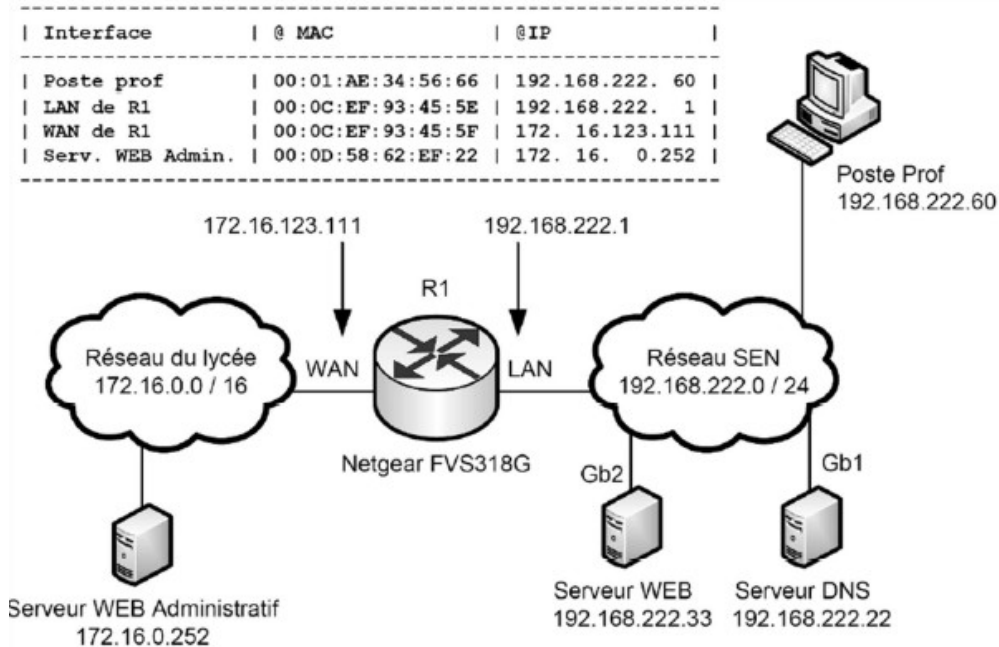 | Interface | @ MAC | @IP |
| Poste prof | 00:01:AE:34:56:66 | 192.168.222. 60 |
| LAN de R1 | 00:0C:EF:93:45:5E | 192.168.222. 1 |
| WAN de R1 | 00:0C:EF:93:45:5F | 172. 16.123.111 |
| Serv. WEB Admin. | 00:0D:58:62:EF:22 | 172. 16. 0.252 |
Poste Prof
192.168.222.60
172.16.123.111
192.168.222.1
R1
Réseau du lycée
172.16.0.0 / 16
WAN
LAN
Réseau SEN
192.168.222.0 / 24
Netgear FVS318G
Gb2
Gb1
Serveur WEB Administratif
172.16.0.252
Serveur WEB
192.168.222.33
Serveur DNS
192.168.222.22